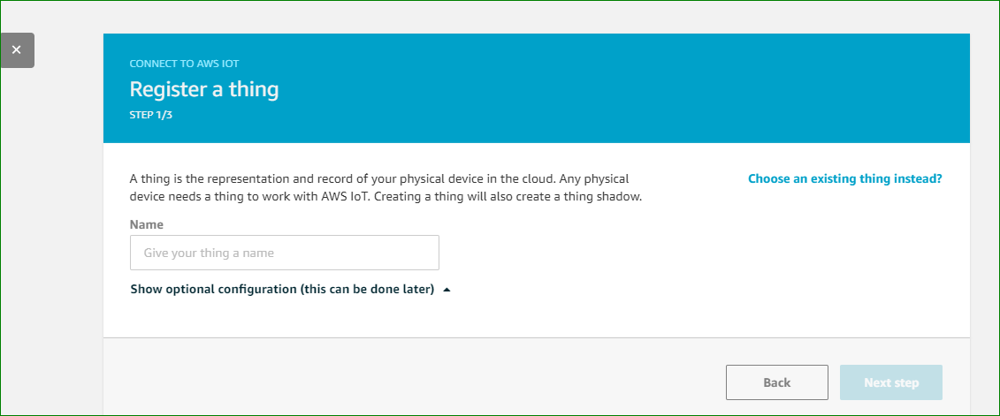 CONNECT TO AWS IOT
Register a thing
STEP 1/3
A thing is the representation and record of your physical device in the cloud. Any physical
device needs a thing to work with AWS IoT. Creating a thing will also create a thing shadow.
Choose an existing thing instead?
Name
Give your thing a name
Show optional configuration (this can be done later)
Back
Next step